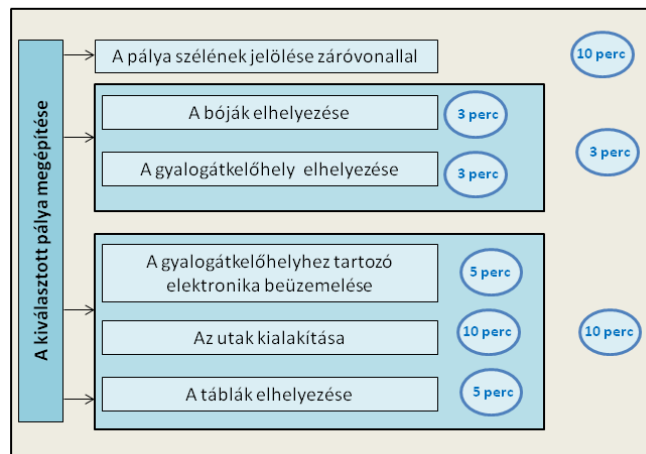 A kiválasztott pálya megépítése
A pálya szélének jelölése záróvonallal
10 perc
A bóják elhelyezése
3 perc
A gyalogátkelőhely elhelyezése
3 perc
3 perc
A gyalogátkelőhelyhez tartozó
elektronika beüzemelése
5 perc
Az utak kialakítása
10 perc
10 perc
A táblák elhelyezése
5 perc